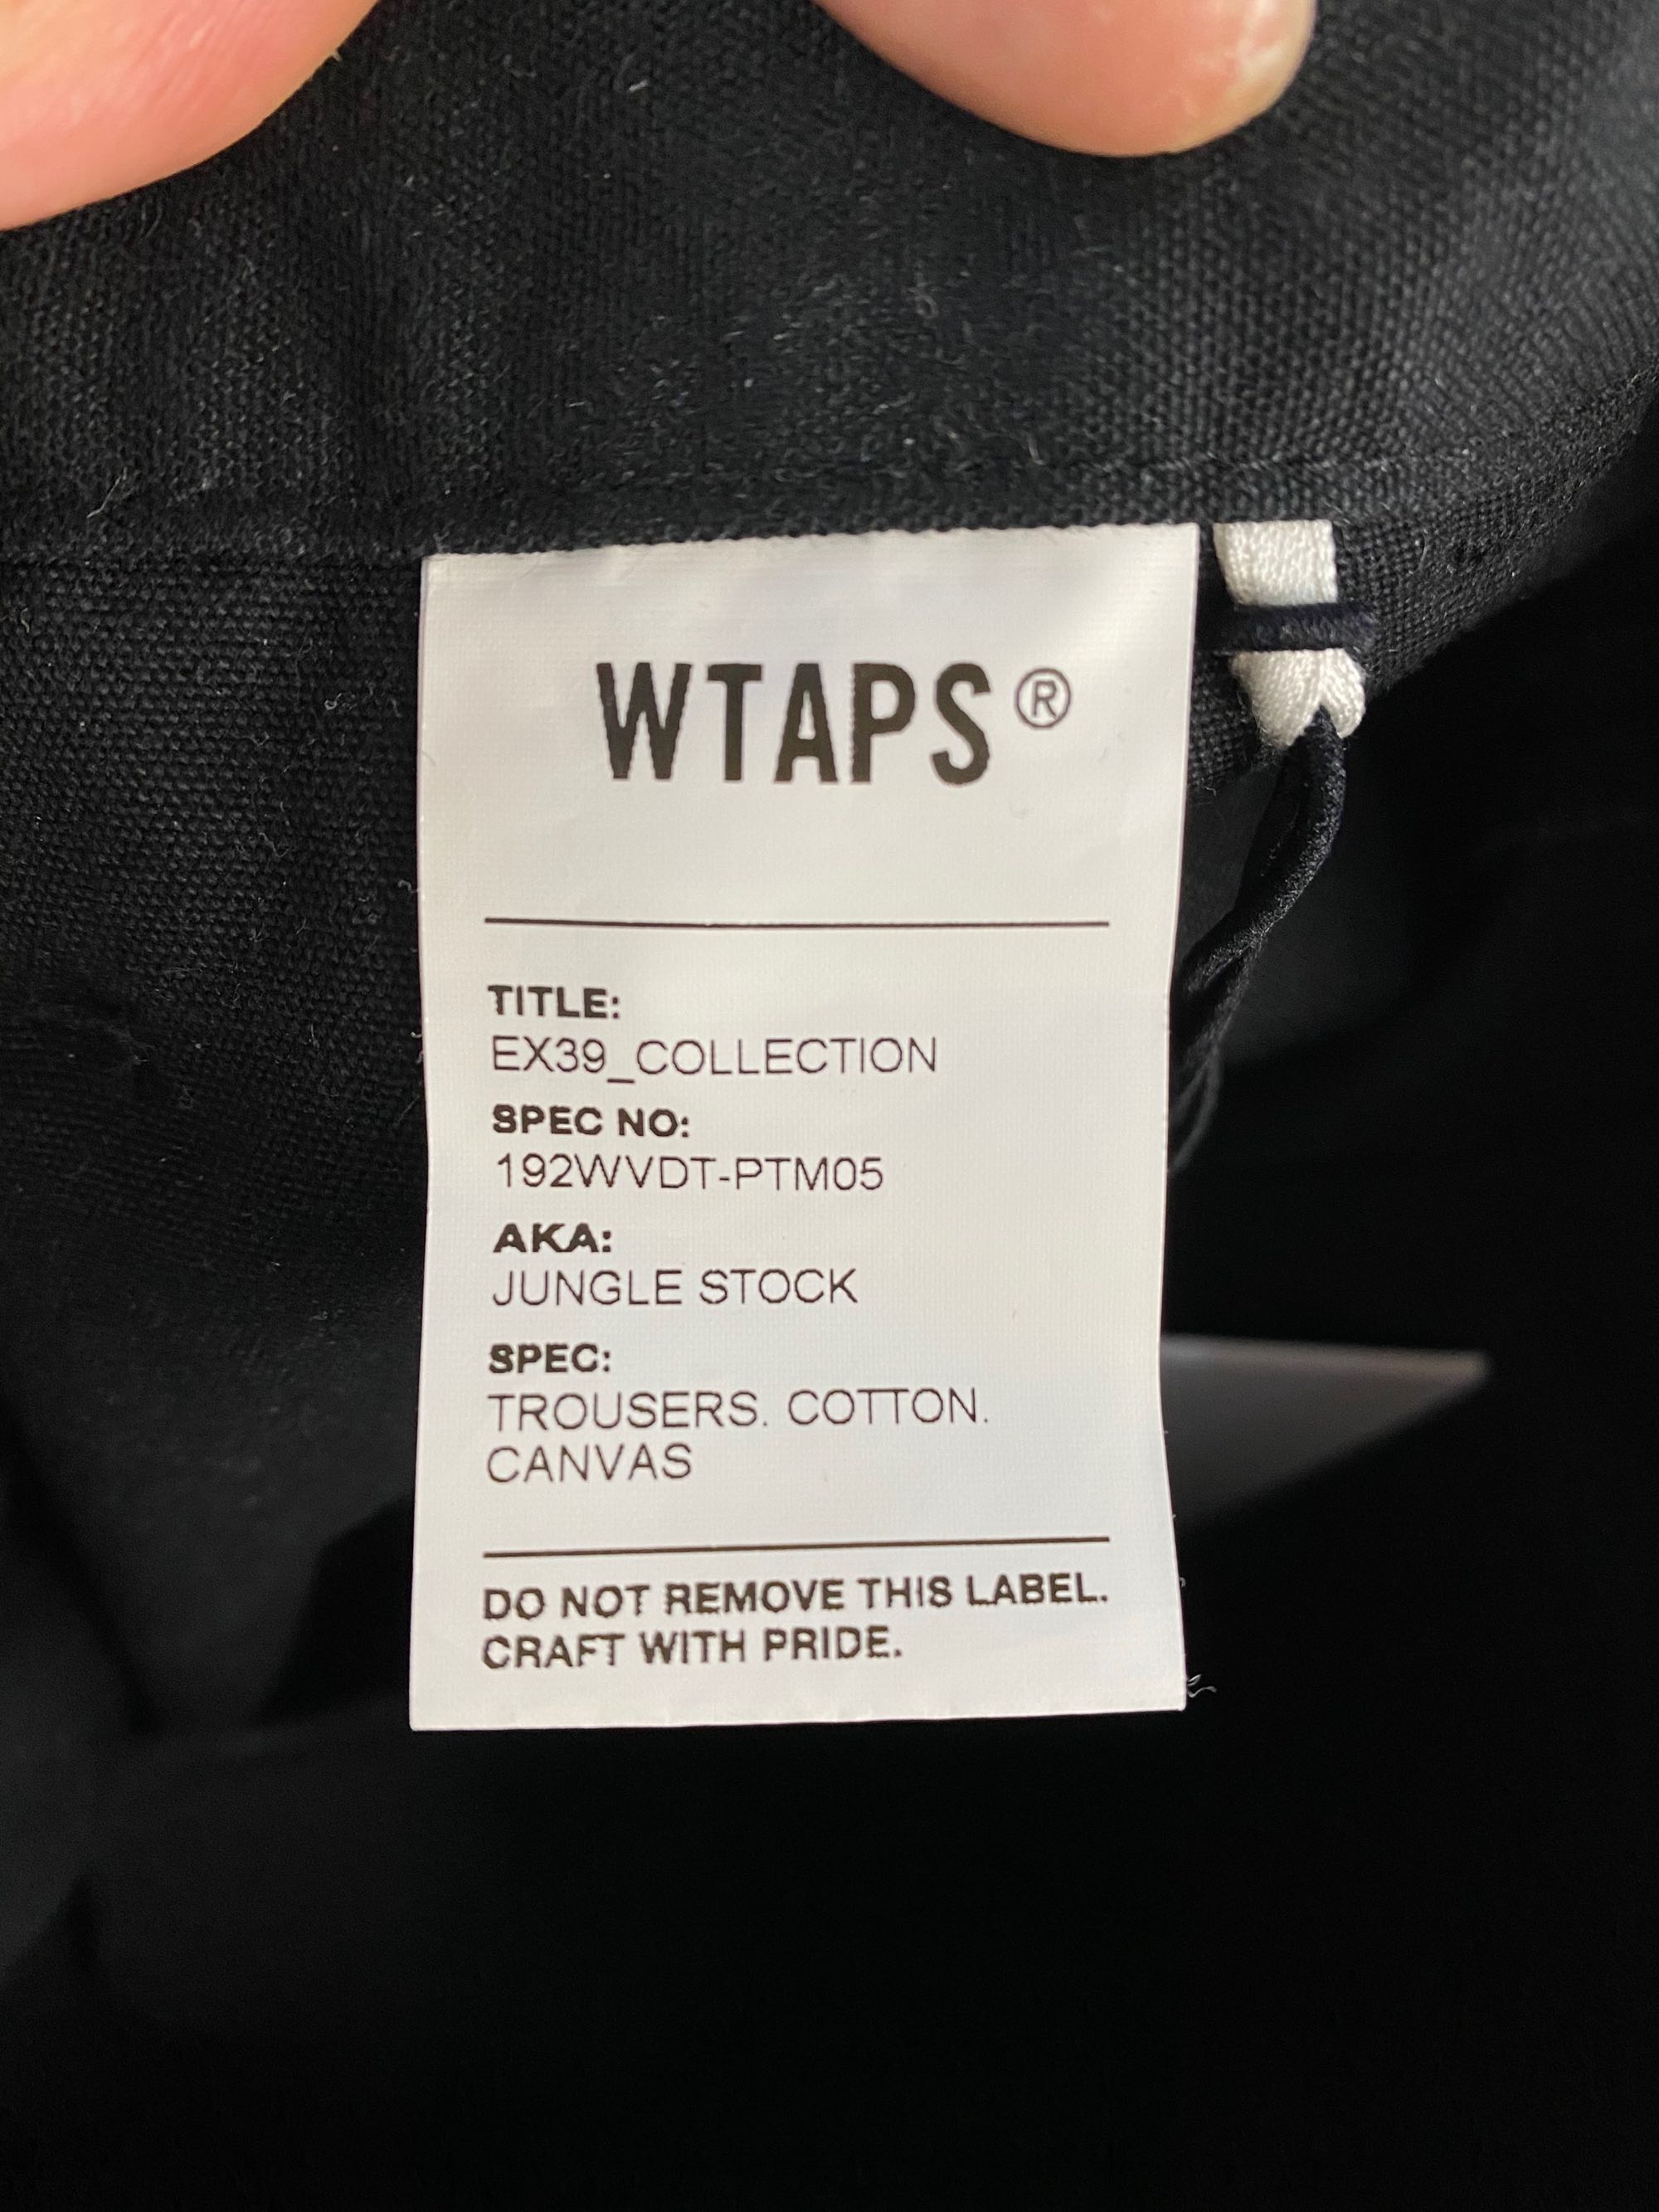 WTAPS®
TITLE:
EX39_COLLECTION
SPEC NO:
192WVDT-PTM05
AKA:
JUNGLE STOCK
SPEC:
TROUSERS. COTTON.
CANVAS
DO NOT REMOVE THIS LABEL.
CRAFT WITH PRIDE.